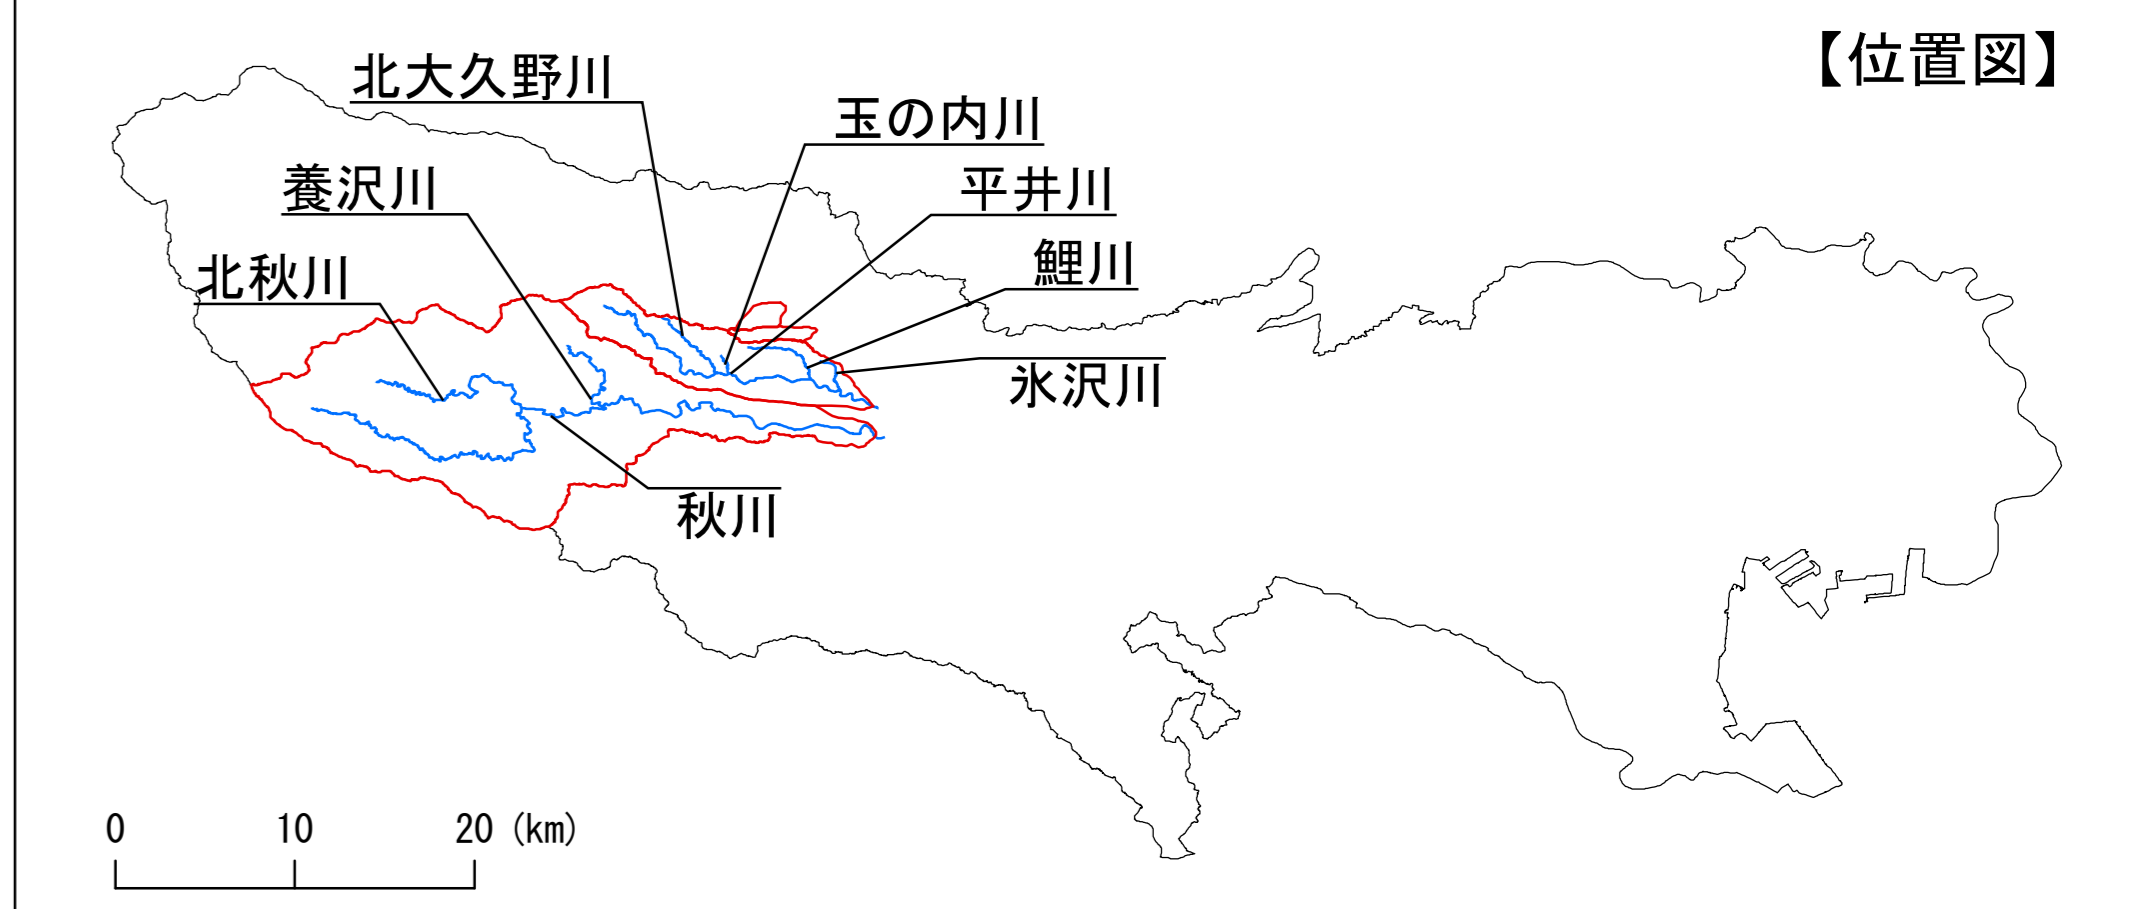 【位置図】
北大久野川
玉の内川
養沢川
平井川
鯉川
北秋川
氷沢川
秋川
0 10 20 (km)